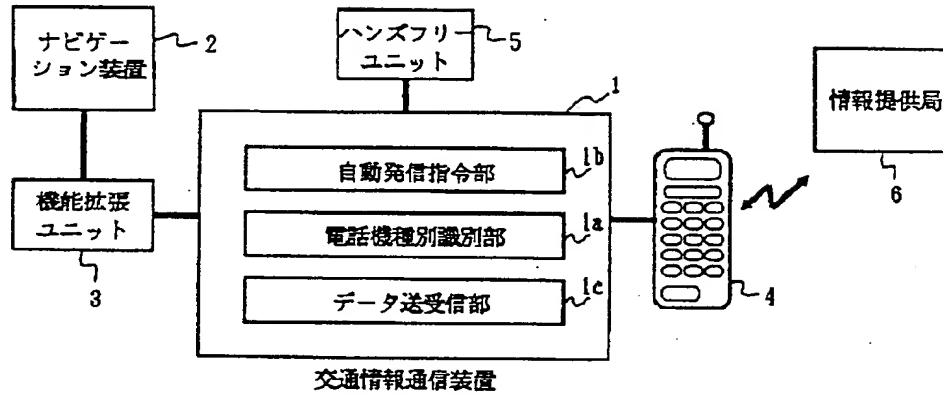 ナビゲー
ション装置
2
ハンズフリー
ユニット
5
1
情報提供局
6
自動発信指令部
1b
機能拡張
ユニット
3
電話機種別識別部
1a
データ送受信部
1c
4
交通情報通信装置